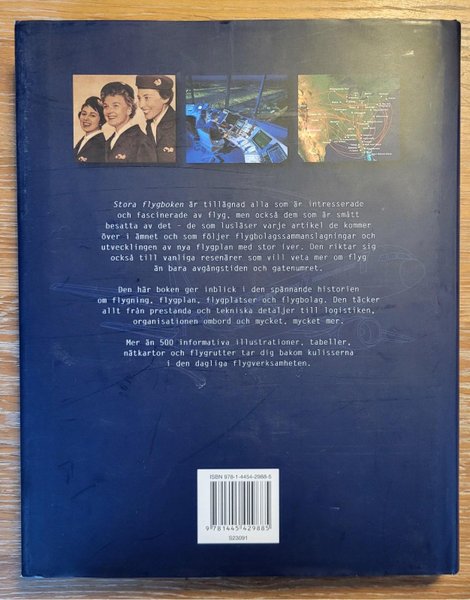 Stora flygboken är tillägnad alla som är intresserade
och fascinerade av flyg, men också dem som är smått
besatta av det - de som lusläser varje artikel de kommer
över i ämnet och som följer flygbolagssammanslagningar och
utvecklingen av nya flygplan med stor iver. Den riktar sig
också till vanliga resenärer som vill veta mer om flyg
än bara avgångstiden och gatenumret.
Den här boken ger inblick i den spännande historien
om flygning, flygplan, flygplatser och flygbolag. Den täcker
allt från prestanda och tekniska detaljer till logistiken,
organisationen ombord och mycket, mycket mer.
Mer än 500 informativa illustrationer, tabeller,
nätkartor och flygrutter tar dig bakom kulisserna
i den dagliga flygverksamheten.
ISBN 978-1-4454-2988-5
9 781445 429885
S23091